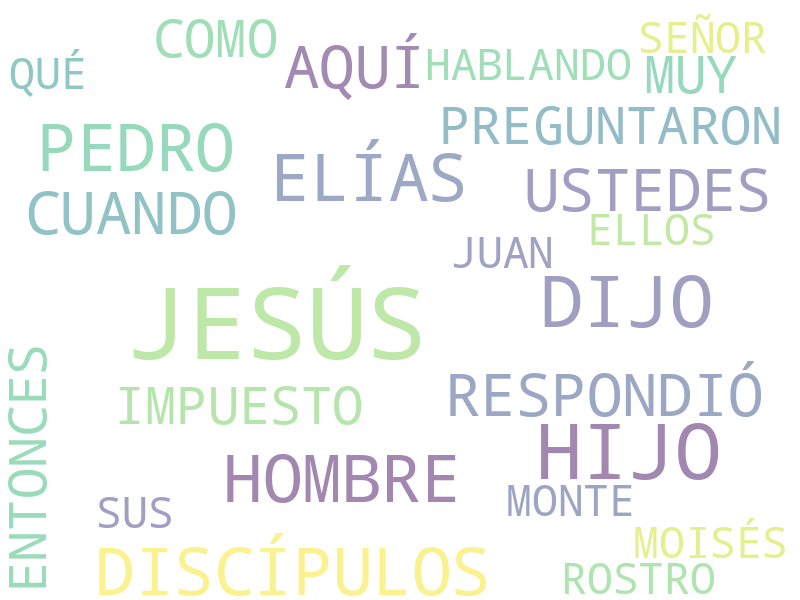 COMO
SEÑOR
QUÉ
AQUÍ
HABLANDO
MUY
PEDRO
PREGUNTARON
ELÍAS
CUANDO
USTEDES
ELLOS
JUAN
JESÚS
DIJO
IMPUESTO
RESPONDIÓ
HOMBRE
HIJO
ENTONCES
SUS
MONTE
DISCÍPULOS
MOISÉS
ROSTRO